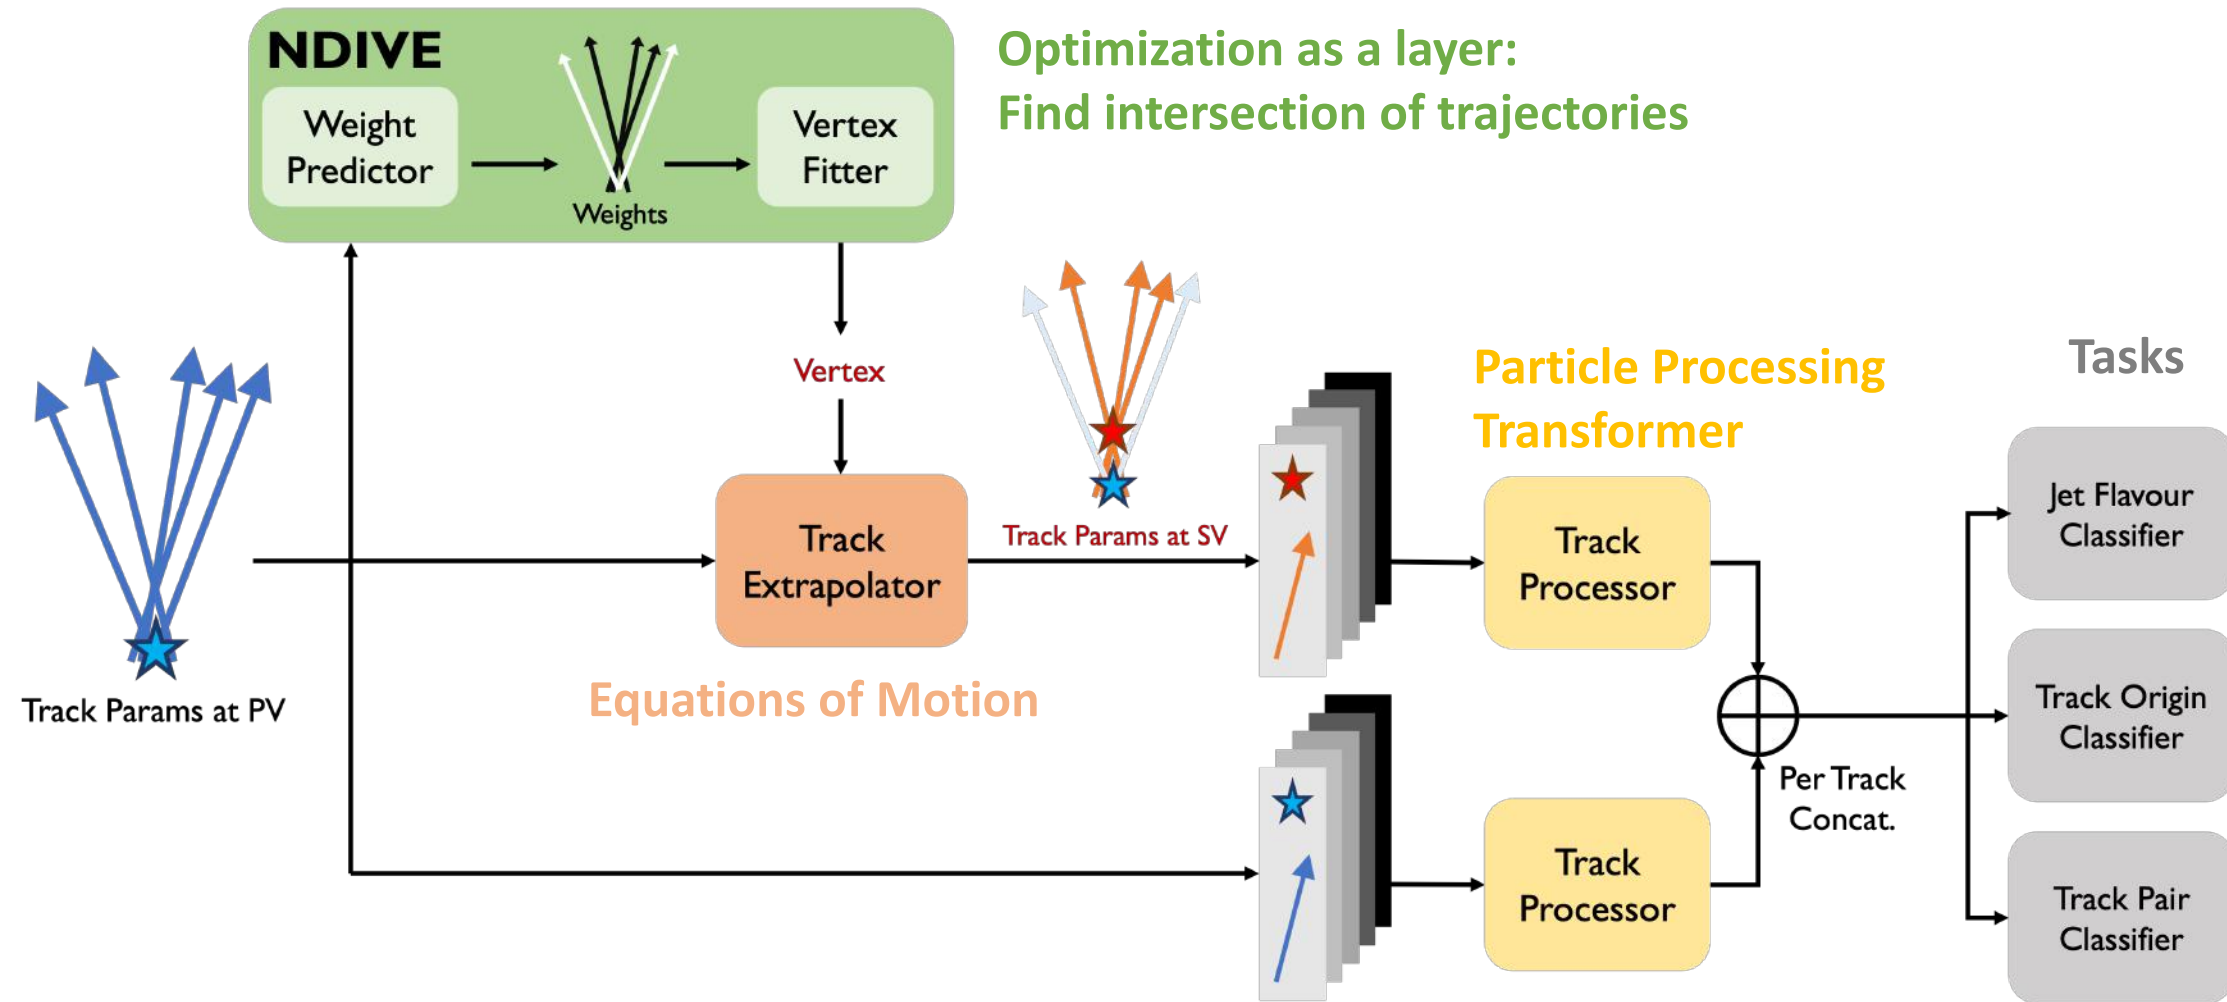 NDIVE
Weight
Predictor
Weights
Vertex
Fitter
Optimization as a layer:
Find intersection of trajectories
Vertex
Track Params at PV
Track
Extrapolator
Equations of Motion
Track Params at SV
Particle Processing
Transformer
Track
Processor
Track
Processor
Per Track
Concat.
Tasks
Jet Flavour
Classifier
Track Origin
Classifier
Track Pair
Classifier